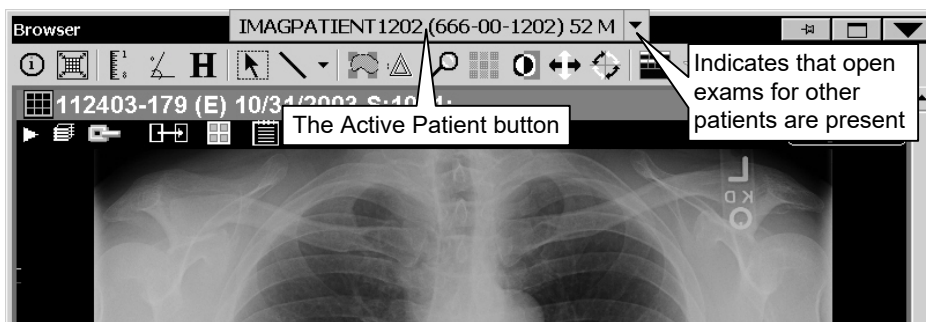 Browser
IMAGPATIENT1202 (666-00-1202) 52 M
H
Indicates that open
exams for other
patients are present
112403-179 (E) 10/31/2003
The Active Patient button
L
KD
O